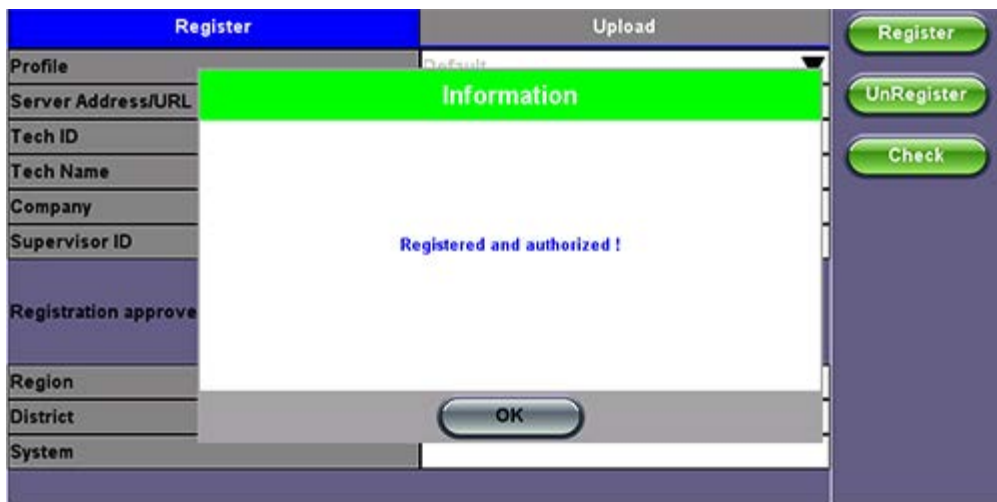 Register
Upload
Register
Profile
Default
Information
Server Address/URL
UnRegister
Tech ID
Tech Name
Check
Company
Supervisor ID
Registered and authorized !
Registration approve
Region
District
OK
System